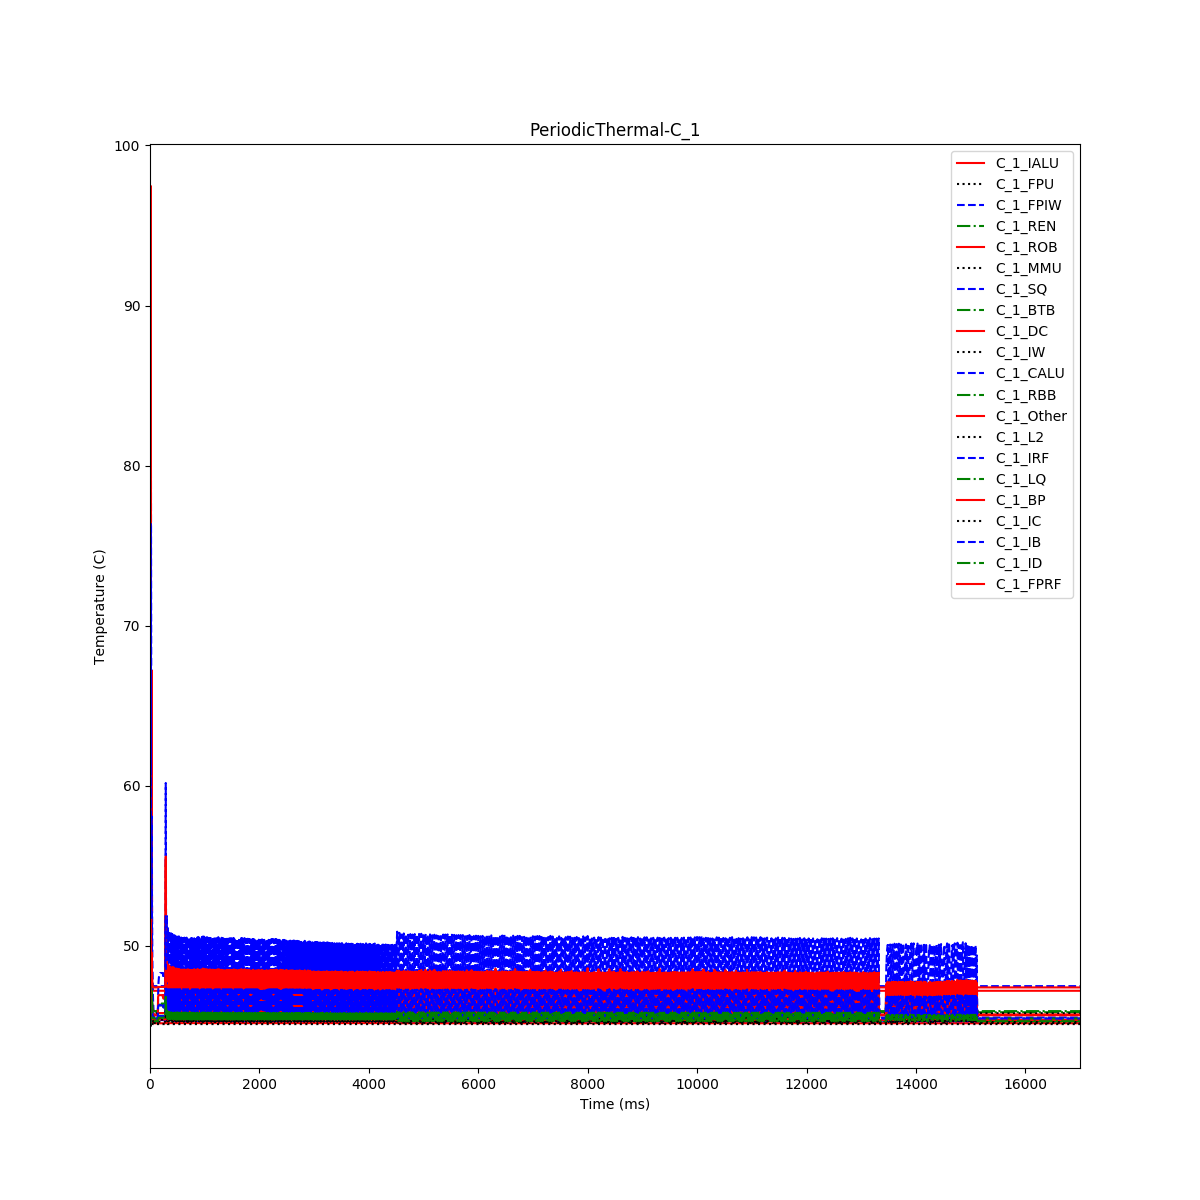 PeriodicThermal-C_1
100
90
80
70
60
50
Temperature (C)
0
2000
4000
6000
8000
10000
12000
14000
16000
Time (ms)
C_1_IALU
C_1_FPU
C_1_FPIW
C_1_REN
C_1_ROB
C_1_MMU
C_1_SQ
C_1_BTB
C_1_DC
C_1_IW
C_1_CALU
C_1_RBB
C_1_Other
C_1_L2
C_1_IRF
C_1_LQ
C_1_BP
C_1_IC
C_1_IB
C_1_ID
C_1_FPRF